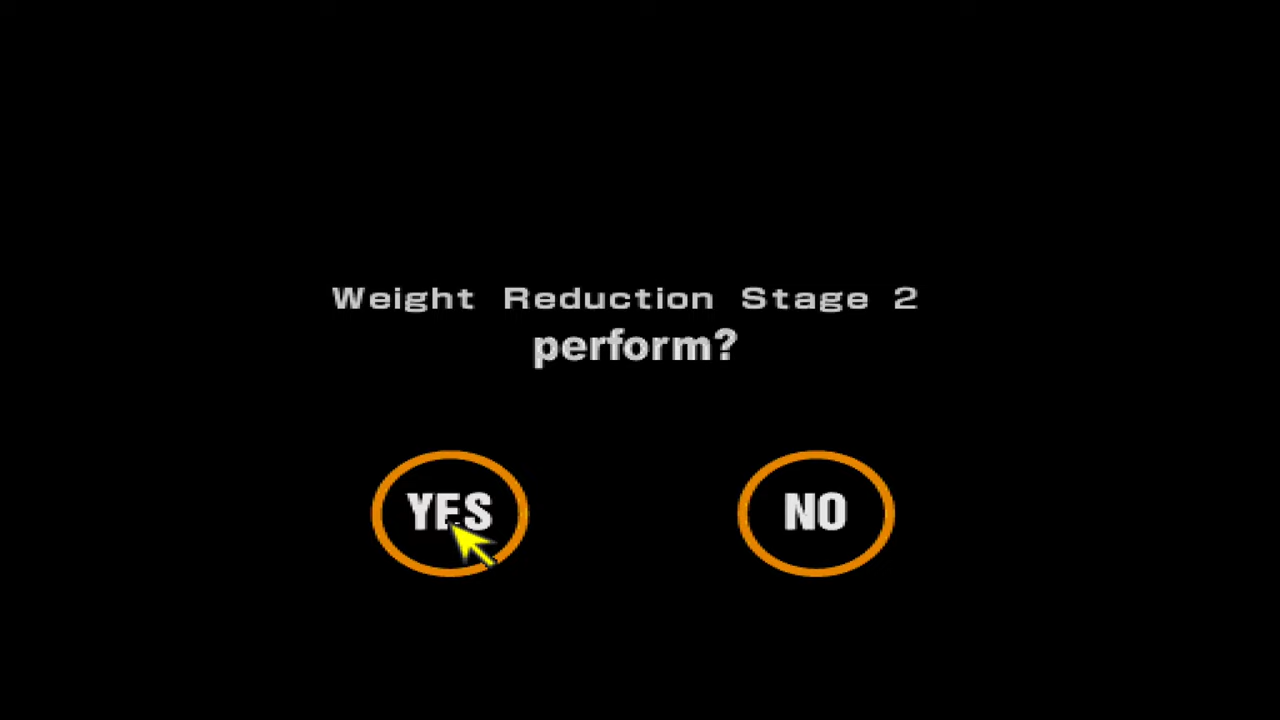 Weight Reduction Stage 2
perform?
YES NO